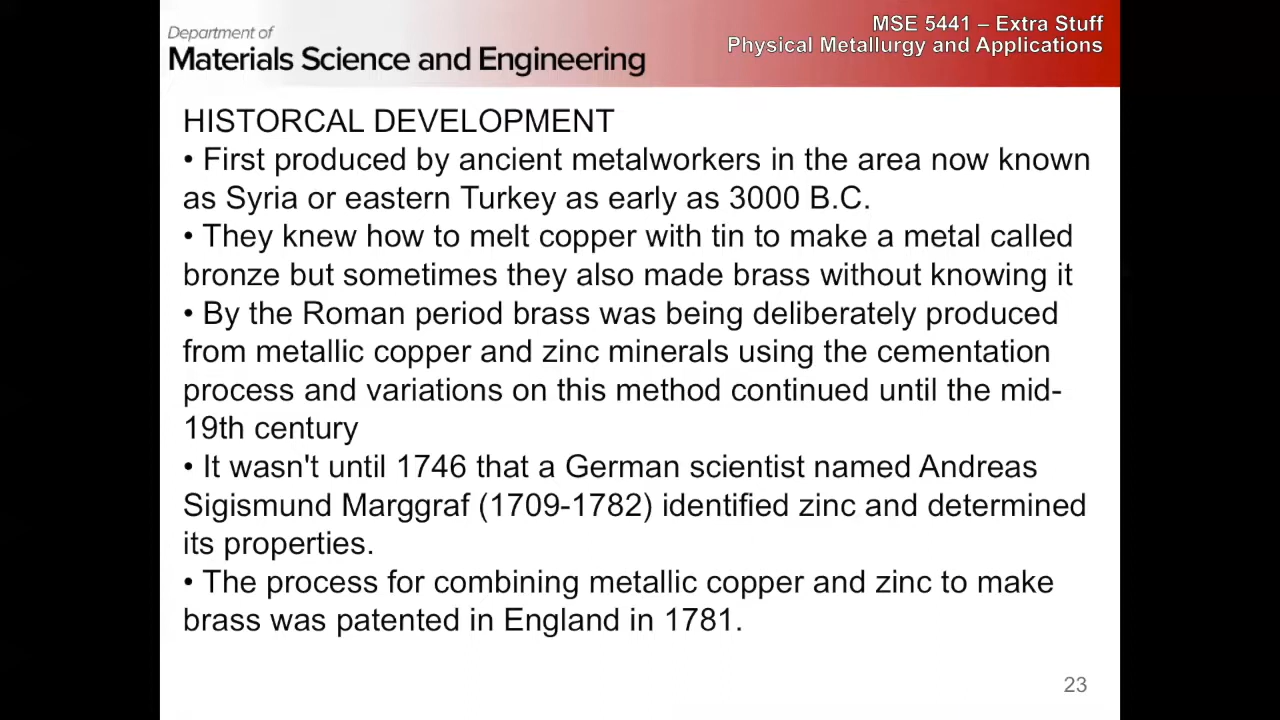 Department of
Materials Science and Engineering
MSE 5441 – Extra Stuff
Physical Metallurgy and Applications
HISTORCAL DEVELOPMENT
• First produced by ancient metalworkers in the area now known
as Syria or eastern Turkey as early as 3000 B.C.
• They knew how to melt copper with tin to make a metal called
bronze but sometimes they also made brass without knowing it
• By the Roman period brass was being deliberately produced
from metallic copper and zinc minerals using the cementation
process and variations on this method continued until the mid-
19th century
• It wasn't until 1746 that a German scientist named Andreas
Sigismund Marggraf (1709-1782) identified zinc and determined
its properties.
• The process for combining metallic copper and zinc to make
brass was patented in England in 1781.
23